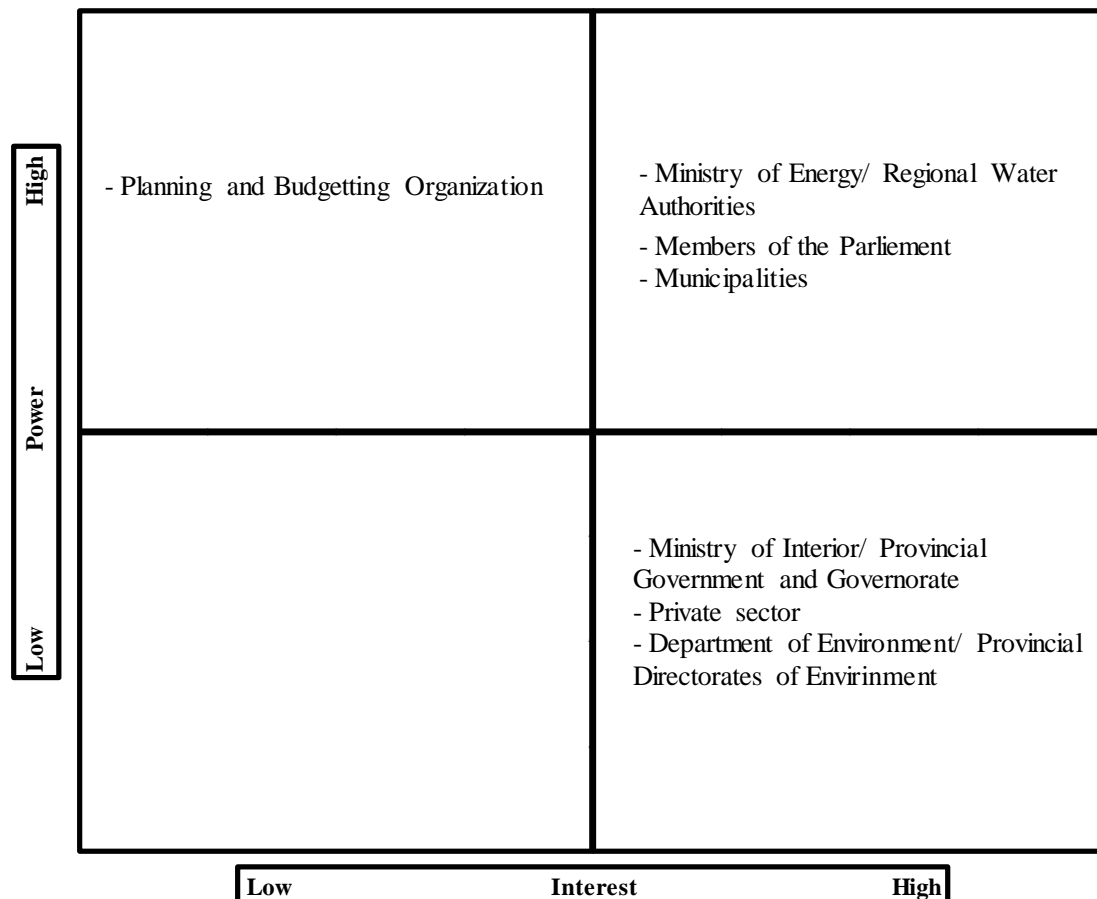 - Planning and Budgetting Organization
- Ministry of Energy/ Regional Water
Authorities
- Members of the Parliement
- Municipalities
High
Power
Low
- Ministry of Interior/ Provincial
Government and Governorate
- Private sector
- Department of Environment/ Provincial
Directorates of Envirinment
Low Interest High